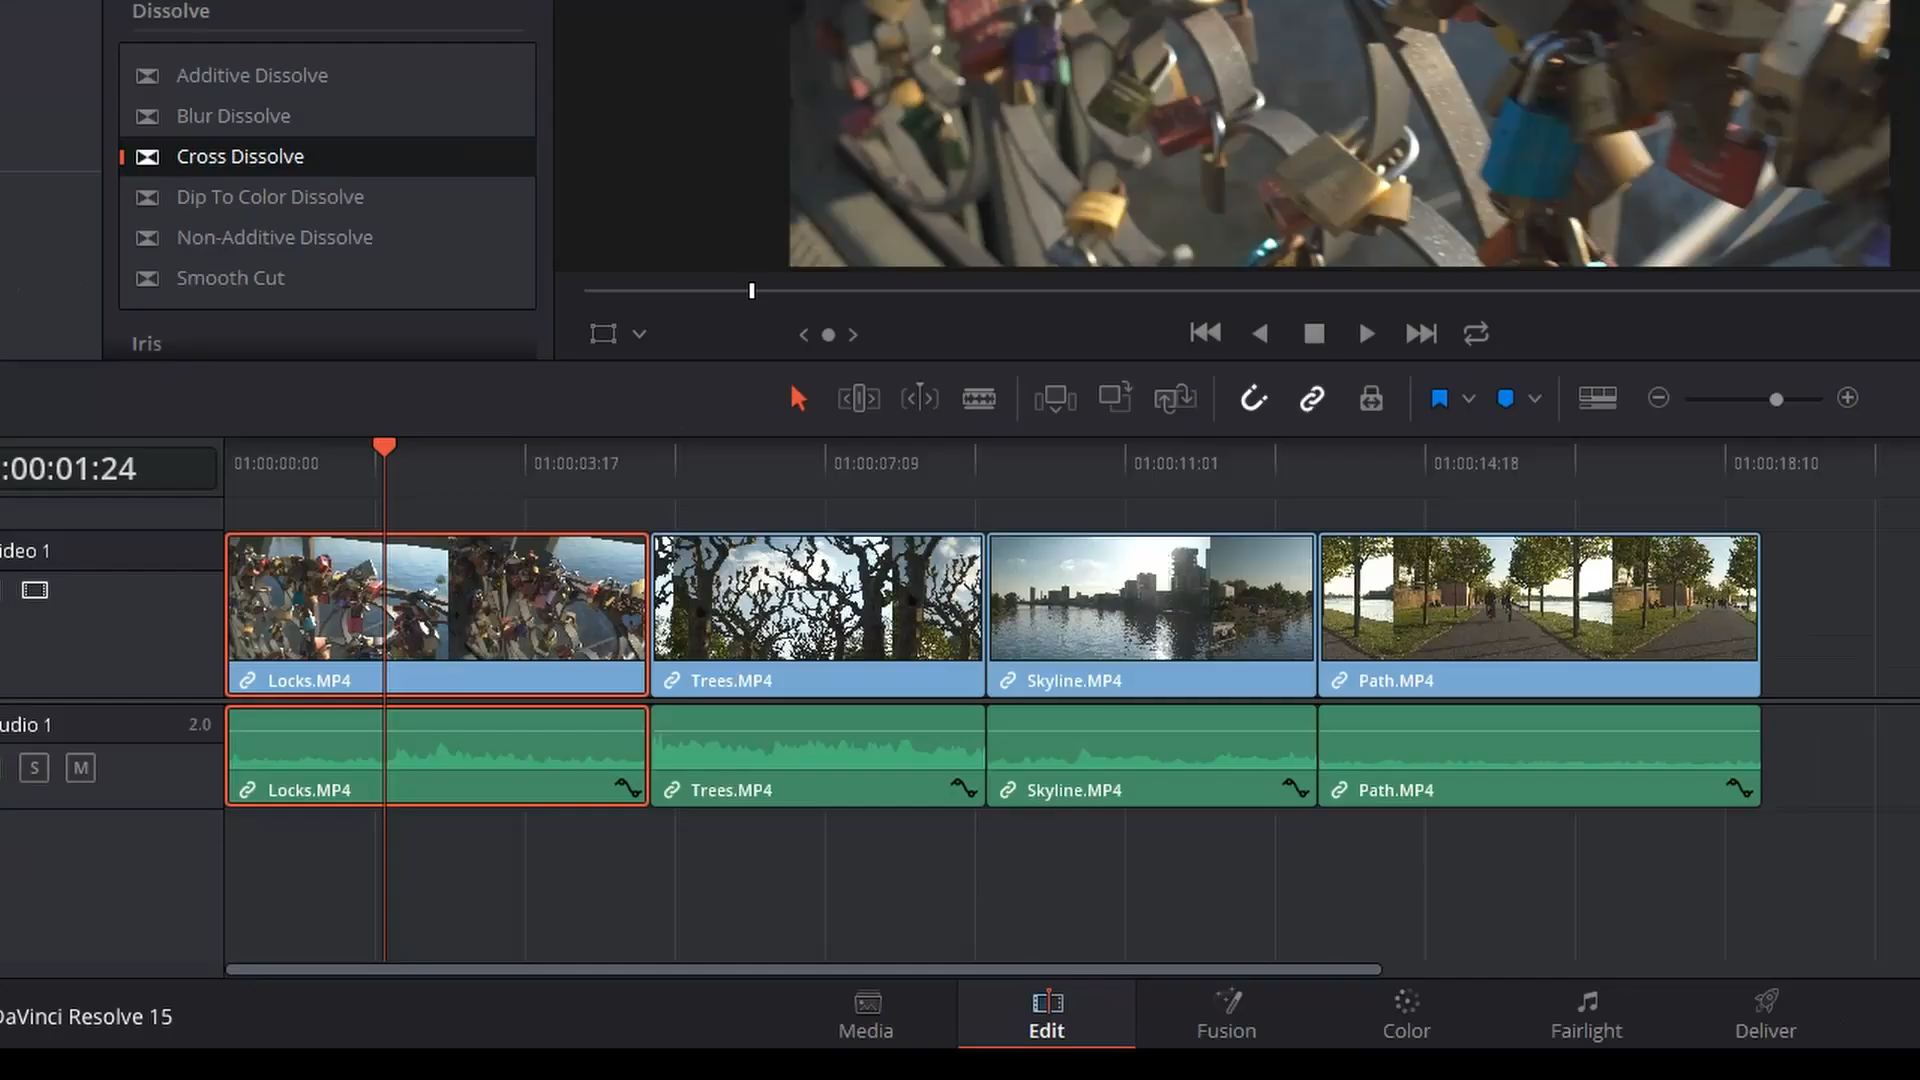 Dissolve
Additive Dissolve
Blur Dissolve
Cross Dissolve
Dip To Color Dissolve
Non-Additive Dissolve
Smooth Cut
Iris
:00:01:24
01:00:00:00
01:00:03:17
01:00:07:09
01:00:11:01
01:00:14:18
01:00:18:10
ideo 1
Locks.MP4
Trees.MP4
Skyline.MP4
Path.MP4
udio 1
2.0
S
M
Locks.MP4
Trees.MP4
Skyline.MP4
Path.MP4
DaVinci Resolve 15
Media
Edit
Fusion
Color
Fairlight
Deliver